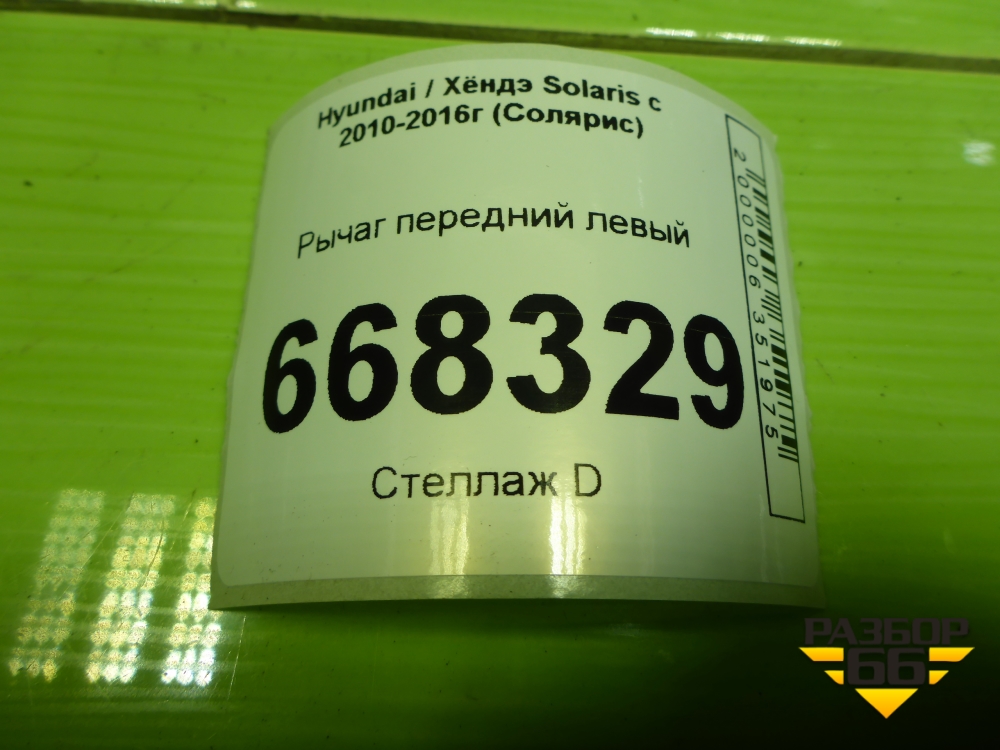 Hyundai / Хёндэ Solaris с
2010-2016г (Солярис)
Рычаг передний левый
668329
Стеллаж D
2000006351975
РАЗБОР
66